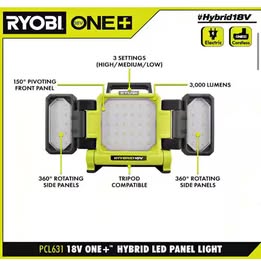 RYOBI ONE+
Hybrid18V
Electric
Cordless
3 SETTINGS
(HIGH/MEDIUM/LOW)
150° PIVOTING
FRONT PANEL
3,000 LUMENS
HYBRID18V
360° ROTATING
SIDE PANELS
TRIPOD
COMPATIBLE
360° ROTATING
SIDE PANELS
PCL631 18V ONE+™ HYBRID LED PANEL LIGHT